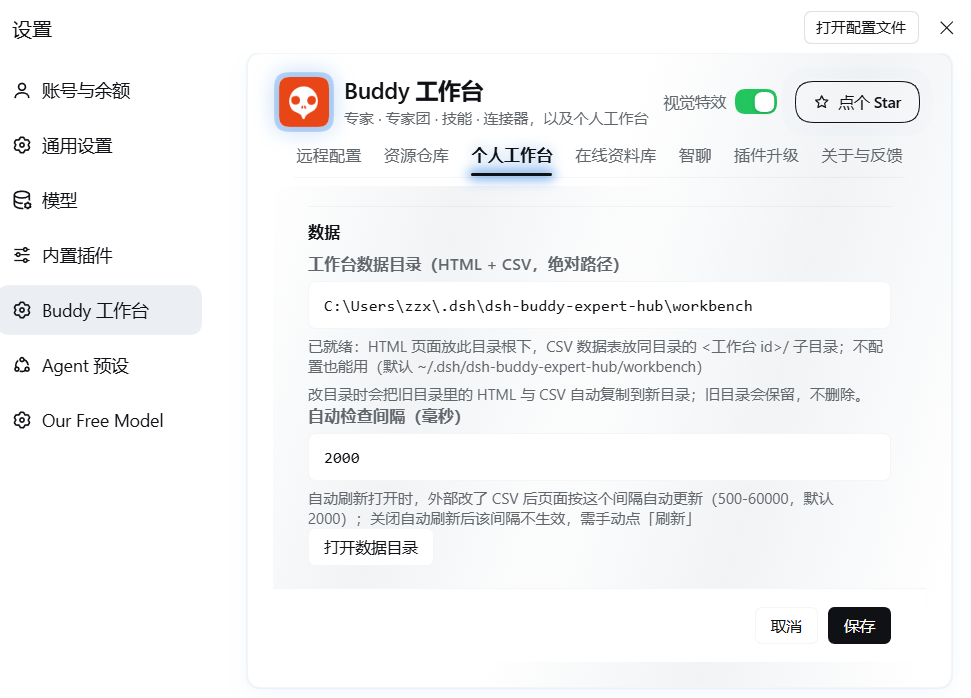 设置
打开配置文件
账号与余额
通用设置
模型
内置插件
Buddy 工作台
Agent 预设
Our Free Model
Buddy 工作台
专家 · 专家团 · 技能 · 连接器，以及个人工作台
视觉特效
点个 Star
远程配置 资源仓库 个人工作台 在线资料库 智聊 插件升级 关于与反馈
数据
工作台数据目录（HTML + CSV，绝对路径）
C:\Users\zzx\.dsh\dsh-buddy-expert-hub\workbench
已就绪：HTML 页面放此目录根下，CSV 数据表放同目录的 <工作台 id>/ 子目录；不配
置也能用（默认 ~/.dsh/dsh-buddy-expert-hub/workbench）
改目录时会把旧目录里的 HTML 与 CSV 自动复制到新目录；旧目录会保留，不删除。
自动检查间隔（毫秒）
2000
自动刷新打开时，外部改了 CSV 后页面按这个间隔自动更新（500-60000，默认
2000）；关闭自动刷新后该间隔不生效，需手动点「刷新」
打开数据目录
取消
保存